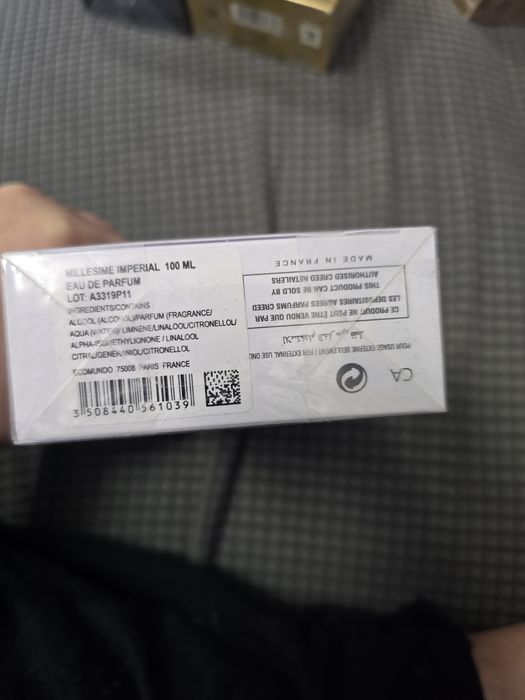 MILLESIME IMPERIAL 100 ML
EAU DE PARFUM
LOT: A3319P11
INGREDIENTS/CONTAINS :
ALCOOL (ALCOHOL)/PARFUM (FRAGRANCE)/
AQUA (WATER)/ LIMINENE/LINALOOL/CITRONELLOL/
ALPHA-ISOMETHYLIONONE / LINALOOL
CITRAL/GERANIOL/CITRONELLOL
ECOMUNDO 75008 PARIS FRANCE
3 508440 561039
CA
POUR USAGE EXTERNE SEULEMENT / FOR EXTERNAL USE ONLY
CE PRODUIT NE PEUT ETRE VENDU QUE PAR
LES DEPOSITAIRES AGREES PARFUMS CREED
THIS PRODUCT CAN BE SOLD BY
AUTHORISED CREED RETAILERS
MADE IN FRANCE